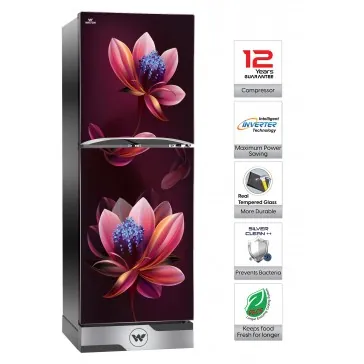 WALTON
12
Years
GUARANTEE
Compressor
Intelligent
INVERTER
Technology
Maximum Power
Saving
Real
Tempered Glass
More Durable
SILVER
CLEAN ++
Prevents Bacteria
Keeps food
Fresh for longer